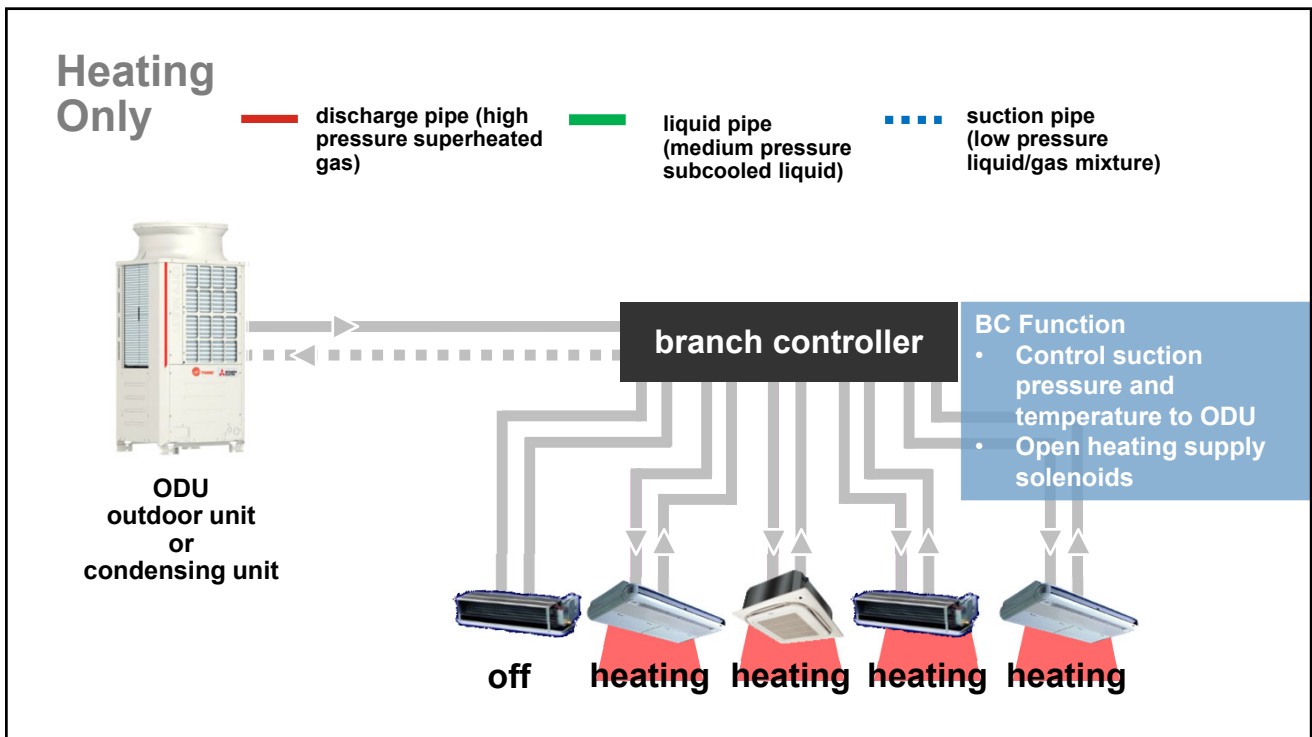 Heating
Only
discharge pipe (high
pressure superheated
gas)
liquid pipe
(medium pressure
subcooled liquid)
suction pipe
(low pressure
liquid/gas mixture)
branch controller
BC Function
• Control suction
pressure and
temperature to ODU
• Open heating supply
solenoids
ODU
outdoor unit
or
condensing unit
off
heating
heating
heating
heating